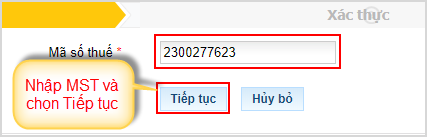 Xác thực
Mã số thuế *
2300277623
Nhập MST và
chọn Tiếp tục
Tiếp tục
Hủy bỏ